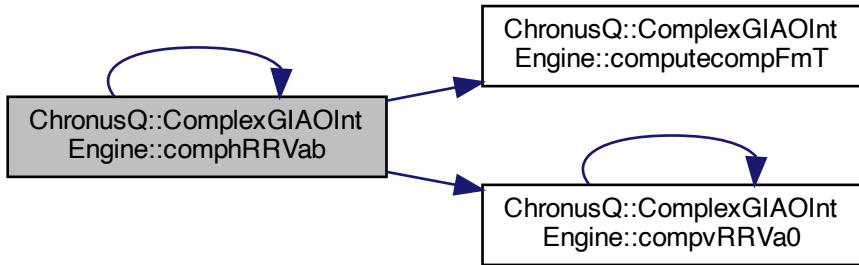 ChronusQ::ComplexGIAOInt
Engine::comphRRVab
ChronusQ::ComplexGIAOInt
Engine::computecompFmT
ChronusQ::ComplexGIAOInt
Engine::compvRRVa0